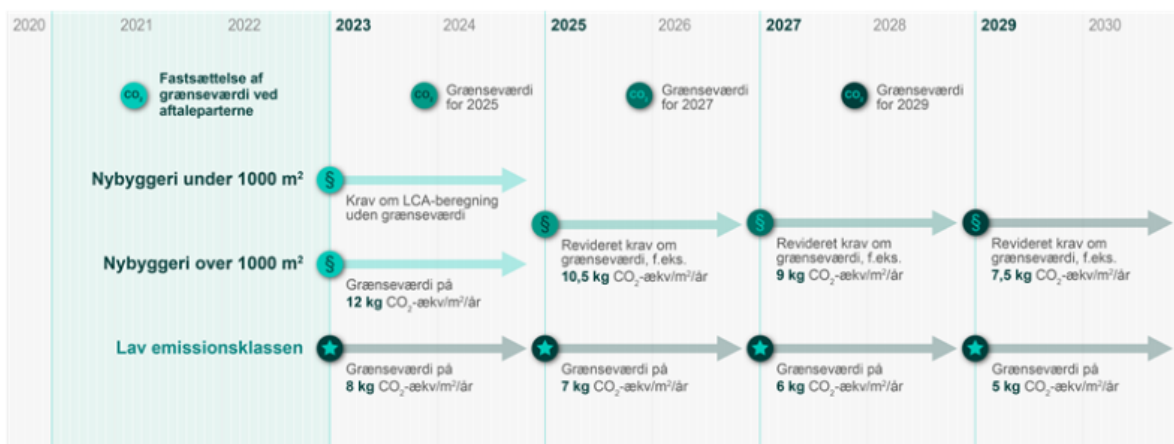 2020 2021 2022 2023 2024 2025 2026 2027 2028 2029 2030
CO₂
Fastsættelse af
grænseværdi ved
aftaleparterne
CO₂
Grænseværdi
for 2025
CO₂
Grænseværdi
for 2027
CO₂
Grænseværdi
for 2029
Nybyggeri under 1000 m²
§
Krav om LCA-beregning
uden grænseværdi
Nybyggeri over 1000 m²
§
Grænseværdi på
12 kg CO₂-ækv/m²/år
§
Revideret krav om
grænseværdi, f.eks.
10,5 kg CO₂-ækv/m²/år
§
Revideret krav om
grænseværdi, f.eks.
9 kg CO₂-ækv/m²/år
§
Revideret krav om
grænseværdi, f.eks.
7,5 kg CO₂-ækv/m²/år
Lav emissionsklassen
Grænseværdi på
8 kg CO₂-ækv/m²/år
Grænseværdi på
7 kg CO₂-ækv/m²/år
Grænseværdi på
6 kg CO₂-ækv/m²/år
Grænseværdi på
5 kg CO₂-ækv/m²/år